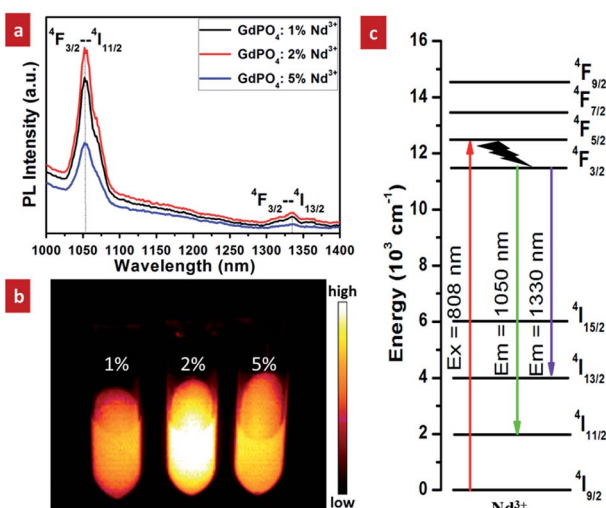 a
⁴F₃/₂--⁴I₁₁/₂
GdPO₄: 1% Nd³⁺
GdPO₄: 2% Nd³⁺
GdPO₄: 5% Nd³⁺
⁴F₃/₂--⁴I₁₃/₂
PL Intensity (a.u.)
1000 1050 1100 1150 1200 1250 1300 1350 1400
Wavelength (nm)
b
1% 2% 5%
high
low
c
16
14
12
10
8
6
4
2
0
Energy (10³ cm⁻¹)
Ex = 808 nm
Em = 1050 nm
Em = 1330 nm
⁴F₉/₂
⁴F₇/₂
⁴F₅/₂
⁴F₃/₂
⁴I₁₅/₂
⁴I₁₃/₂
⁴I₁₁/₂
⁴I₉/₂
Nd³⁺